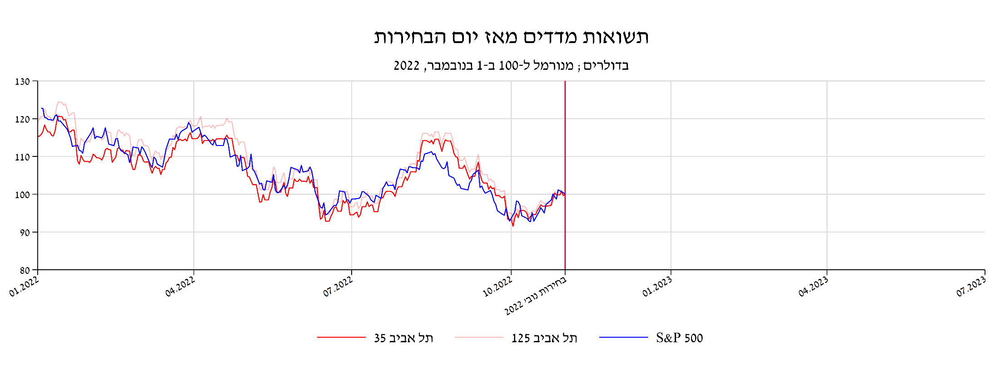 תשואות מדדים מאז יום הבחירות
בדולרים ; מנורמל ל-100 ב-1 בנובמבר, 2022
130
120
110
100
90
80
01.2022
04.2022
07.2022
10.2022
בחירות נוב' 2022
01.2023
04.2023
07.2023
תל אביב 35
תל אביב 125
S&P 500